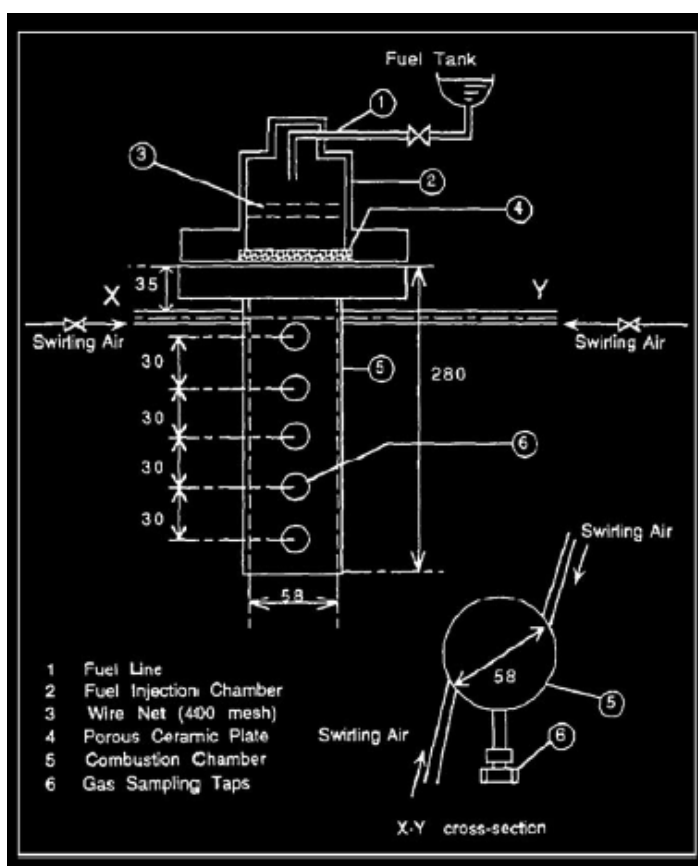 Fuel Tank
1
3
2
4
35
X
Y
Swirling Air
Swirling Air
30
5
280
30
30
6
30
58
Swirling Air
58
5
Swirling Air
6
X-Y cross-section
1 Fuel Line
2 Fuel Injection Chamber
3 Wire Net (400 mesh)
4 Porous Ceramic Plate
5 Combustion Chamber
6 Gas Sampling Taps